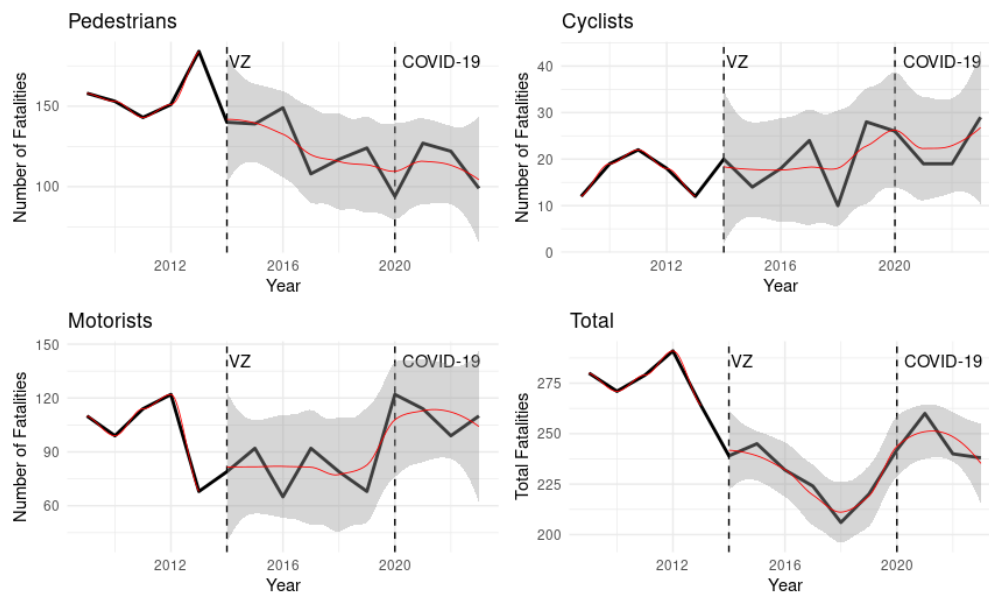 Pedestrians
Number of Fatalities
150
100
VZ
COVID-19
2012
2016
2020
Year
Cyclists
Number of Fatalities
40
30
20
10
0
VZ
COVID-19
2012
2016
2020
Year
Motorists
Number of Fatalities
150
120
90
60
VZ
COVID-19
2012
2016
2020
Year
Total
Total Fatalities
275
250
225
200
VZ
COVID-19
2012
2016
2020
Year